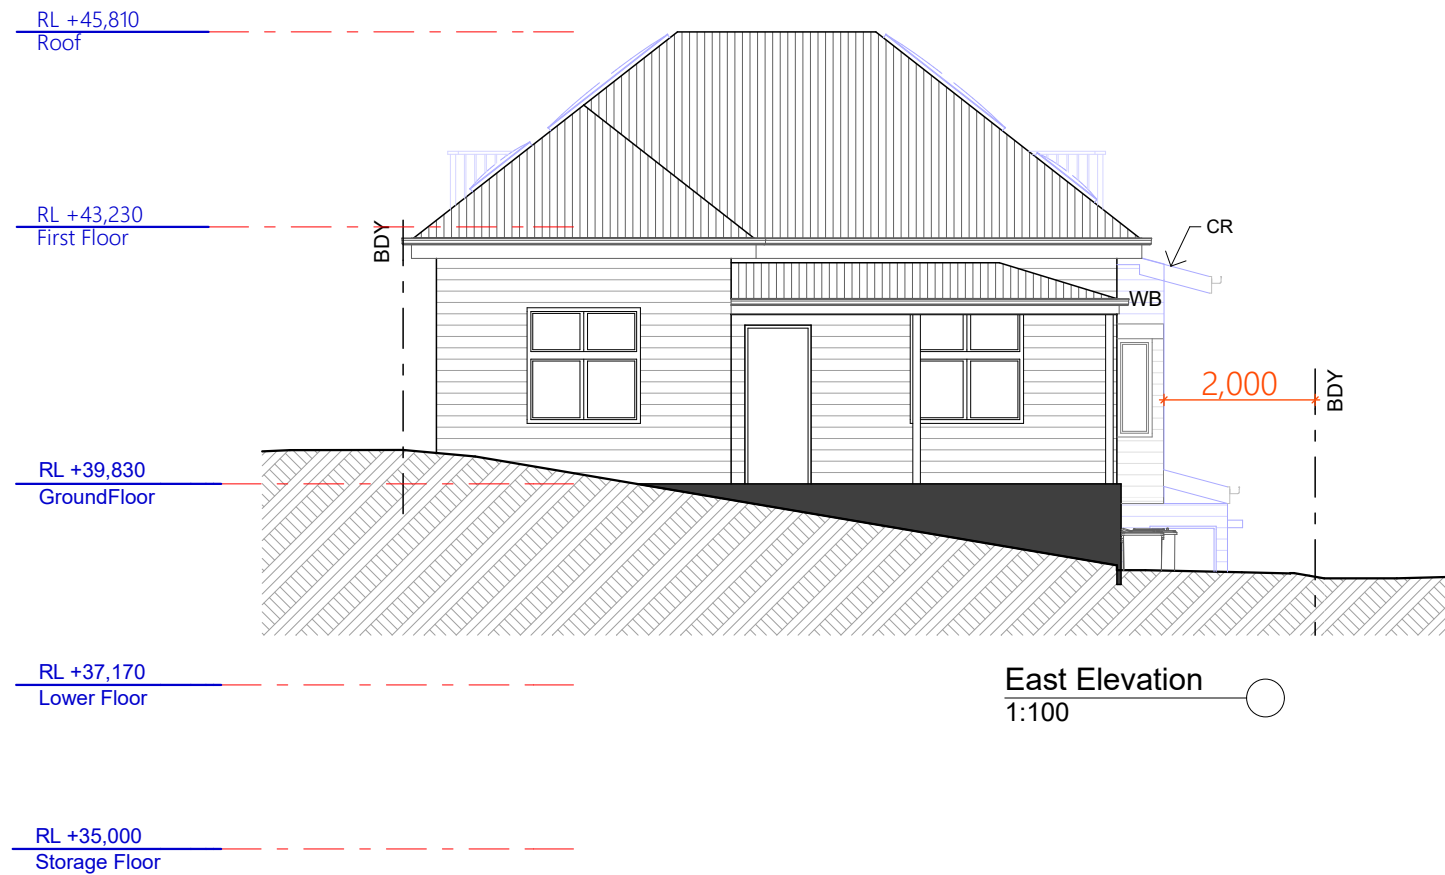 RL +45,810
Roof
RL +43,230
First Floor
BDY
CR
WB
2,000
BDY
RL +39,830
GroundFloor
RL +37,170
Lower Floor
East Elevation
1:100
RL +35,000
Storage Floor